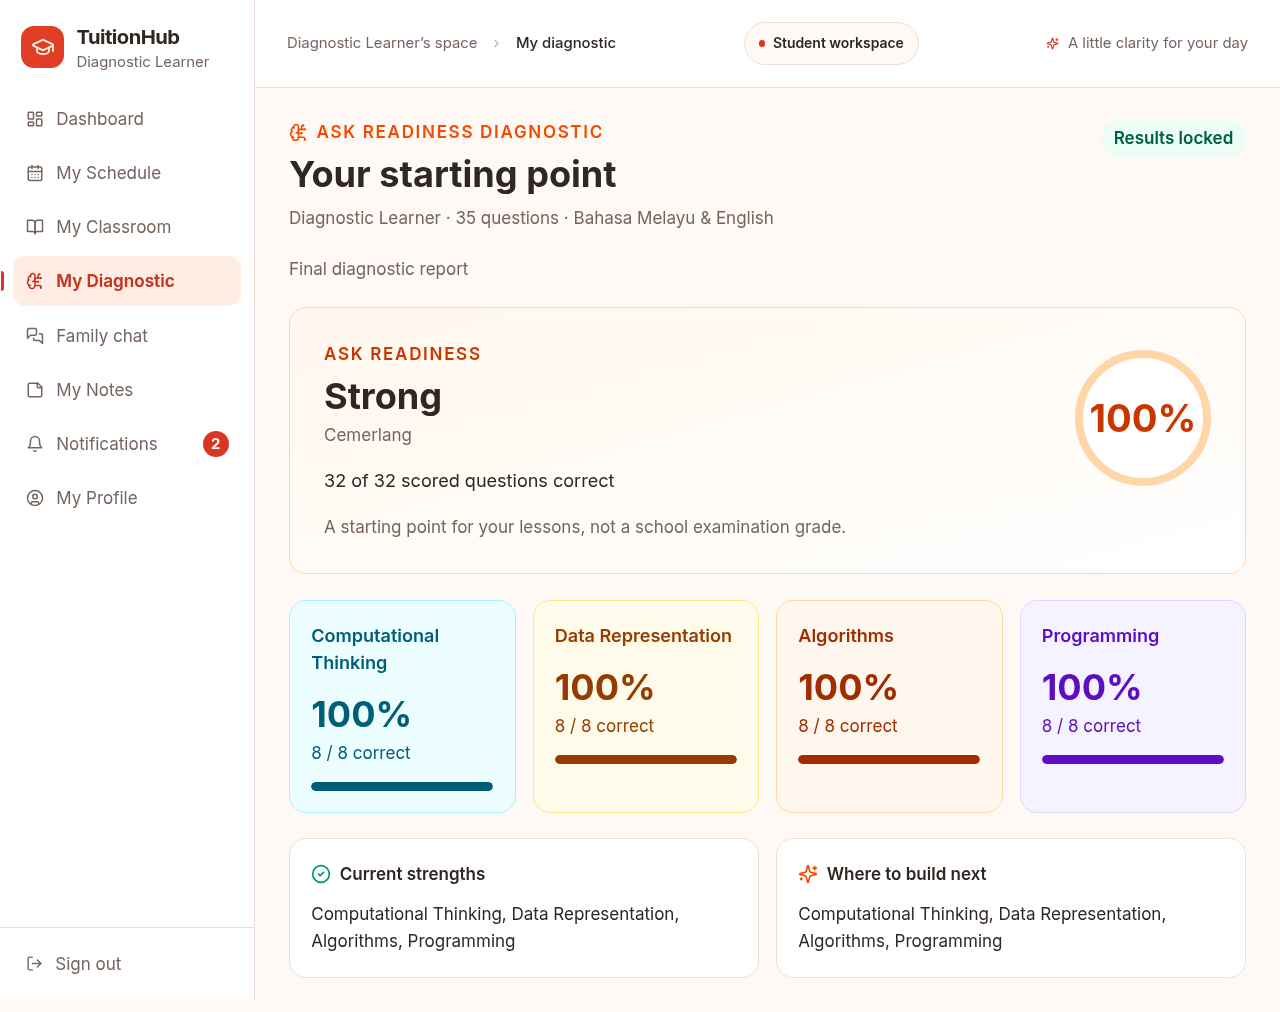 TuitionHub
Diagnostic Learner
Dashboard
My Schedule
My Classroom
My Diagnostic
Family chat
My Notes
Notifications 2
My Profile
Sign out
Diagnostic Learner’s space > My diagnostic
Student workspace
A little clarity for your day
ASK READINESS DIAGNOSTIC
Results locked
Your starting point
Diagnostic Learner · 35 questions · Bahasa Melayu & English
Final diagnostic report
ASK READINESS
Strong
Cemerlang
32 of 32 scored questions correct
A starting point for your lessons, not a school examination grade.
100%
Computational
Thinking
100%
8 / 8 correct
Data Representation
100%
8 / 8 correct
Algorithms
100%
8 / 8 correct
Programming
100%
8 / 8 correct
Current strengths
Computational Thinking, Data Representation,
Algorithms, Programming
Where to build next
Computational Thinking, Data Representation,
Algorithms, Programming